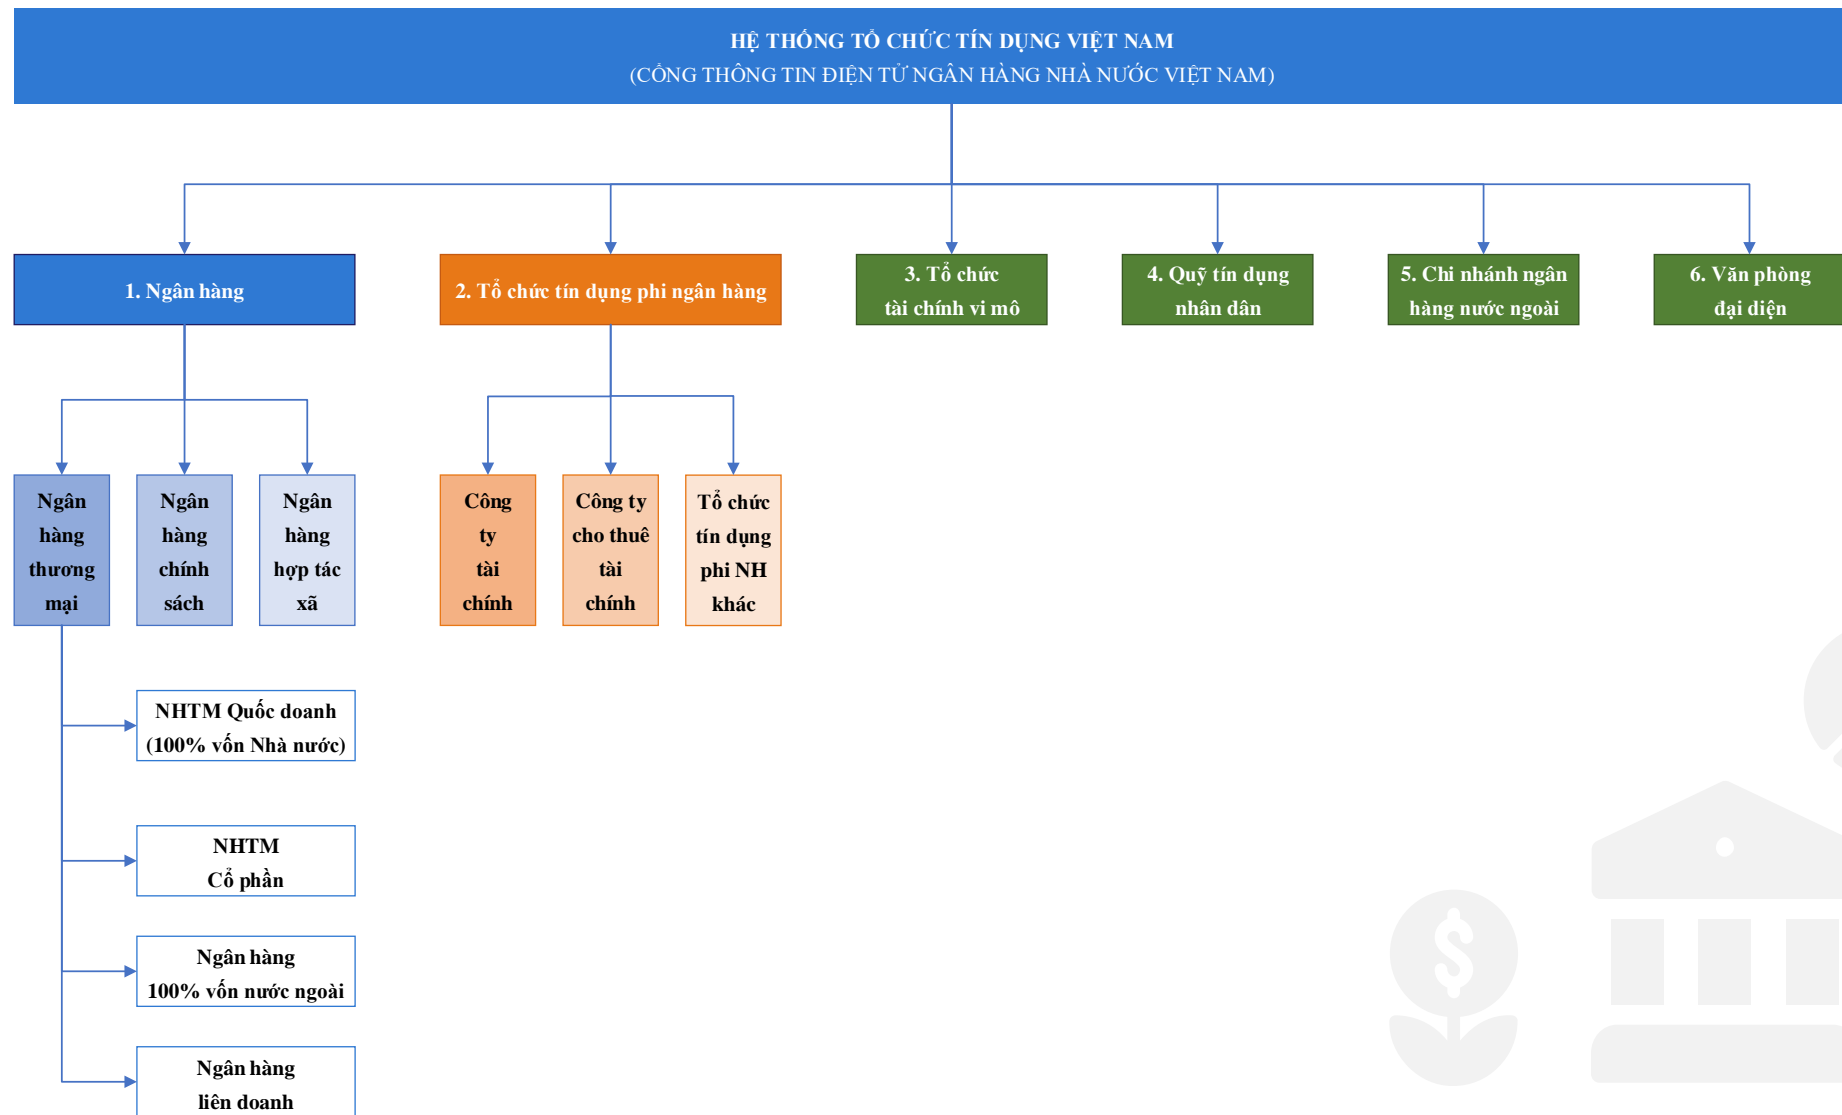 HỆ THỐNG TỔ CHỨC TÍN DỤNG VIỆT NAM
(CỔNG THÔNG TIN ĐIỆN TỬ NGÂN HÀNG NHÀ NƯỚC VIỆT NAM)
1. Ngân hàng
2. Tổ chức tín dụng phi ngân hàng
3. Tổ chức
tài chính vi mô
4. Quỹ tín dụng
nhân dân
5. Chi nhánh ngân
hàng nước ngoài
6. Văn phòng
đại diện
Ngân
hàng
thương
mại
Ngân
hàng
chính
sách
Ngân
hàng
hợp tác
xã
Công
ty
tài
chính
Công ty
cho thuê
tài
chính
Tổ chức
tín dụng
phi NH
khác
NHTM Quốc doanh
(100% vốn Nhà nước)
NHTM
Cổ phần
Ngân hàng
100% vốn nước ngoài
Ngân hàng
liên doanh